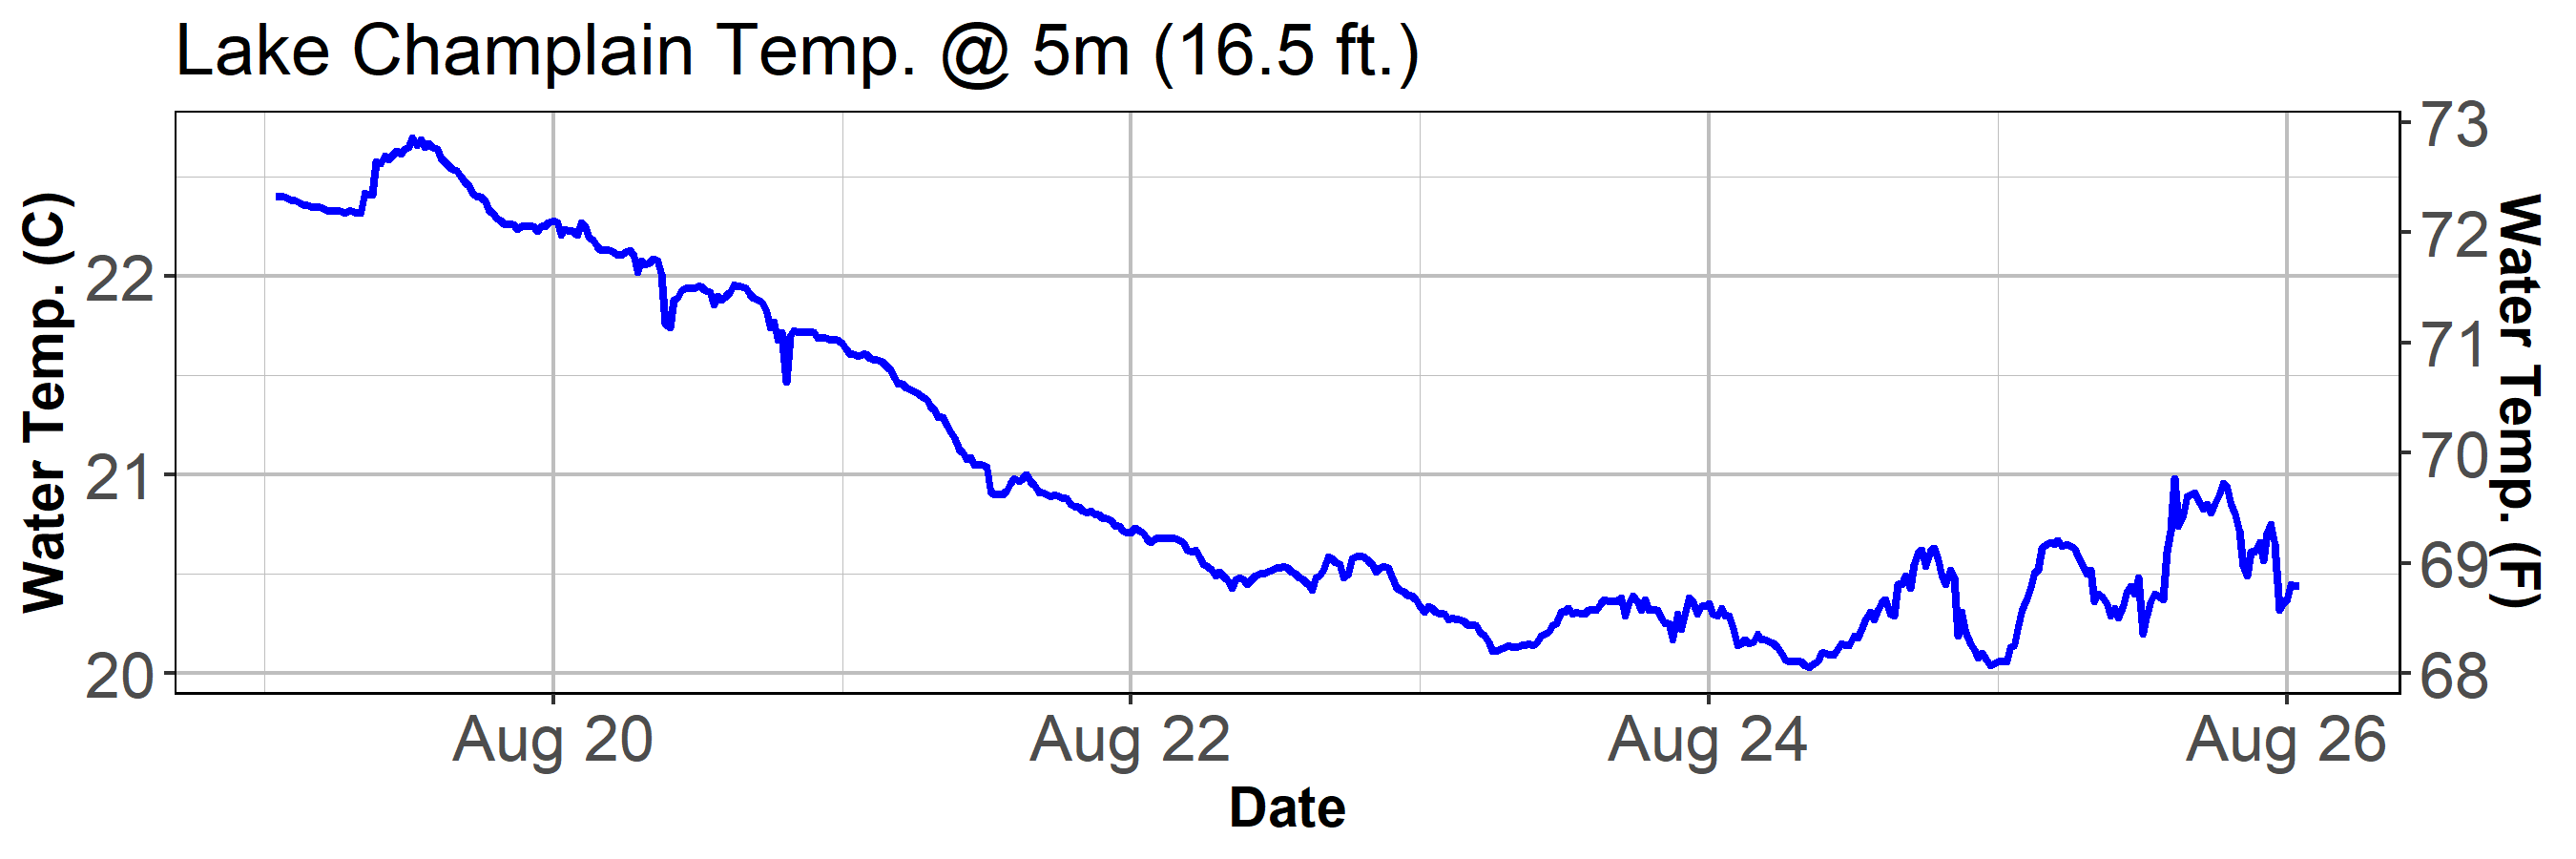 Lake Champlain Temp. @ 5m (16.5 ft.)
Water Temp. (C)
22
21
20
73
72
71
70
69
68
Water Temp. (F)
Aug 20
Aug 22
Aug 24
Aug 26
Date